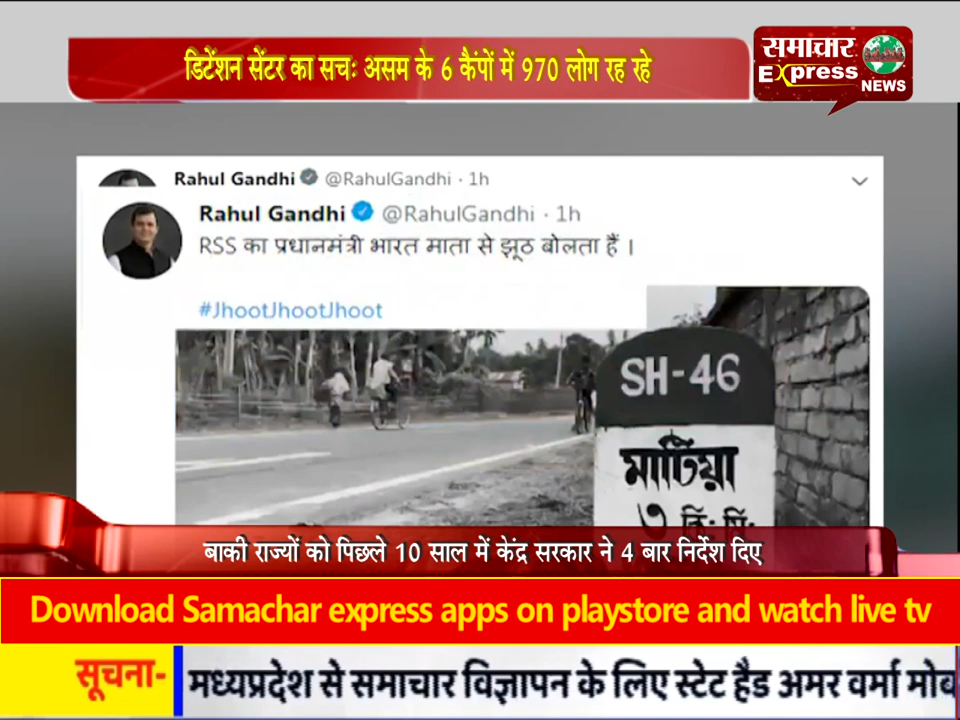 डिटेंशन सेंटर का सचः असम के 6 कैंपों में 970 लोग रह रहे
समाचार
Express
NEWS
Rahul Gandhi @RahulGandhi · 1h
Rahul Gandhi @RahulGandhi · 1h
RSS का प्रधानमंत्री भारत माता से झूठ बोलता हैं ।
#JhootJhootJhoot
SH-46
মাটিয়া
৩ কি: মি:
बाकी राज्यों को पिछले 10 साल में केंद्र सरकार ने 4 बार निर्देश दिए
Download Samachar express apps on playstore and watch live tv
सूचना- मध्यप्रदेश से समाचार विज्ञापन के लिए स्टेट हैड अमर वर्मा मोब